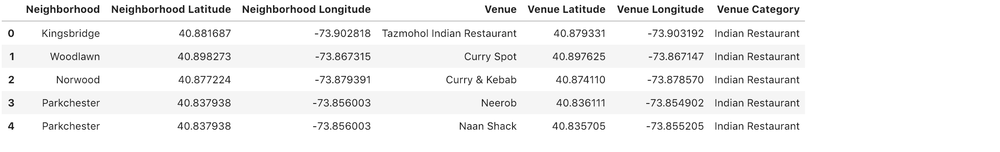 Neighborhood Neighborhood Latitude Neighborhood Longitude Venue Venue Latitude Venue Longitude Venue Category
0 Kingsbridge 40.881687 -73.902818 Tazmohol Indian Restaurant 40.879331 -73.903192 Indian Restaurant
1 Woodlawn 40.898273 -73.867315 Curry Spot 40.897625 -73.867147 Indian Restaurant
2 Norwood 40.877224 -73.879391 Curry & Kebab 40.874110 -73.878570 Indian Restaurant
3 Parkchester 40.837938 -73.856003 Neerob 40.836111 -73.854902 Indian Restaurant
4 Parkchester 40.837938 -73.856003 Naan Shack 40.835705 -73.855205 Indian Restaurant